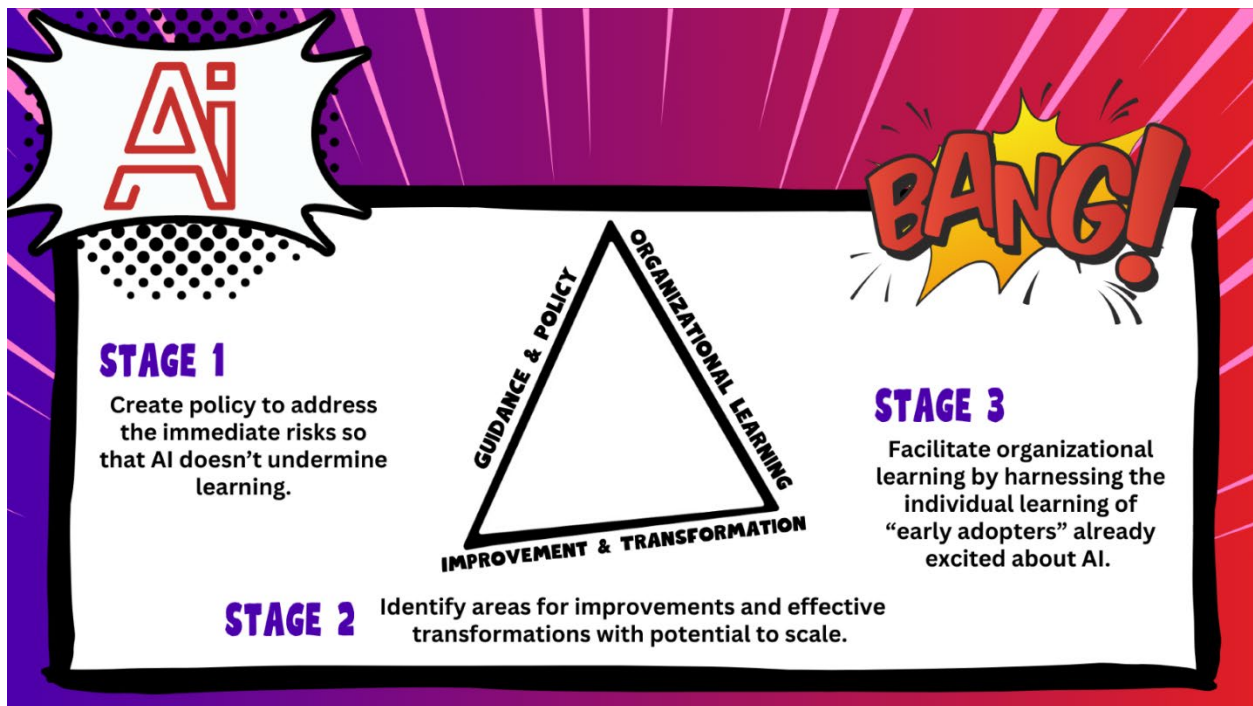 Ai
BANG!
STAGE 1
Create policy to address
the immediate risks so
that AI doesn’t undermine
learning.
GUIDANCE & POLICY
ORGANIZATIONAL LEARNING
IMPROVEMENT & TRANSFORMATION
STAGE 2
Identify areas for improvements and effective
transformations with potential to scale.
STAGE 3
Facilitate organizational
learning by harnessing the
individual learning of
“early adopters” already
excited about AI.